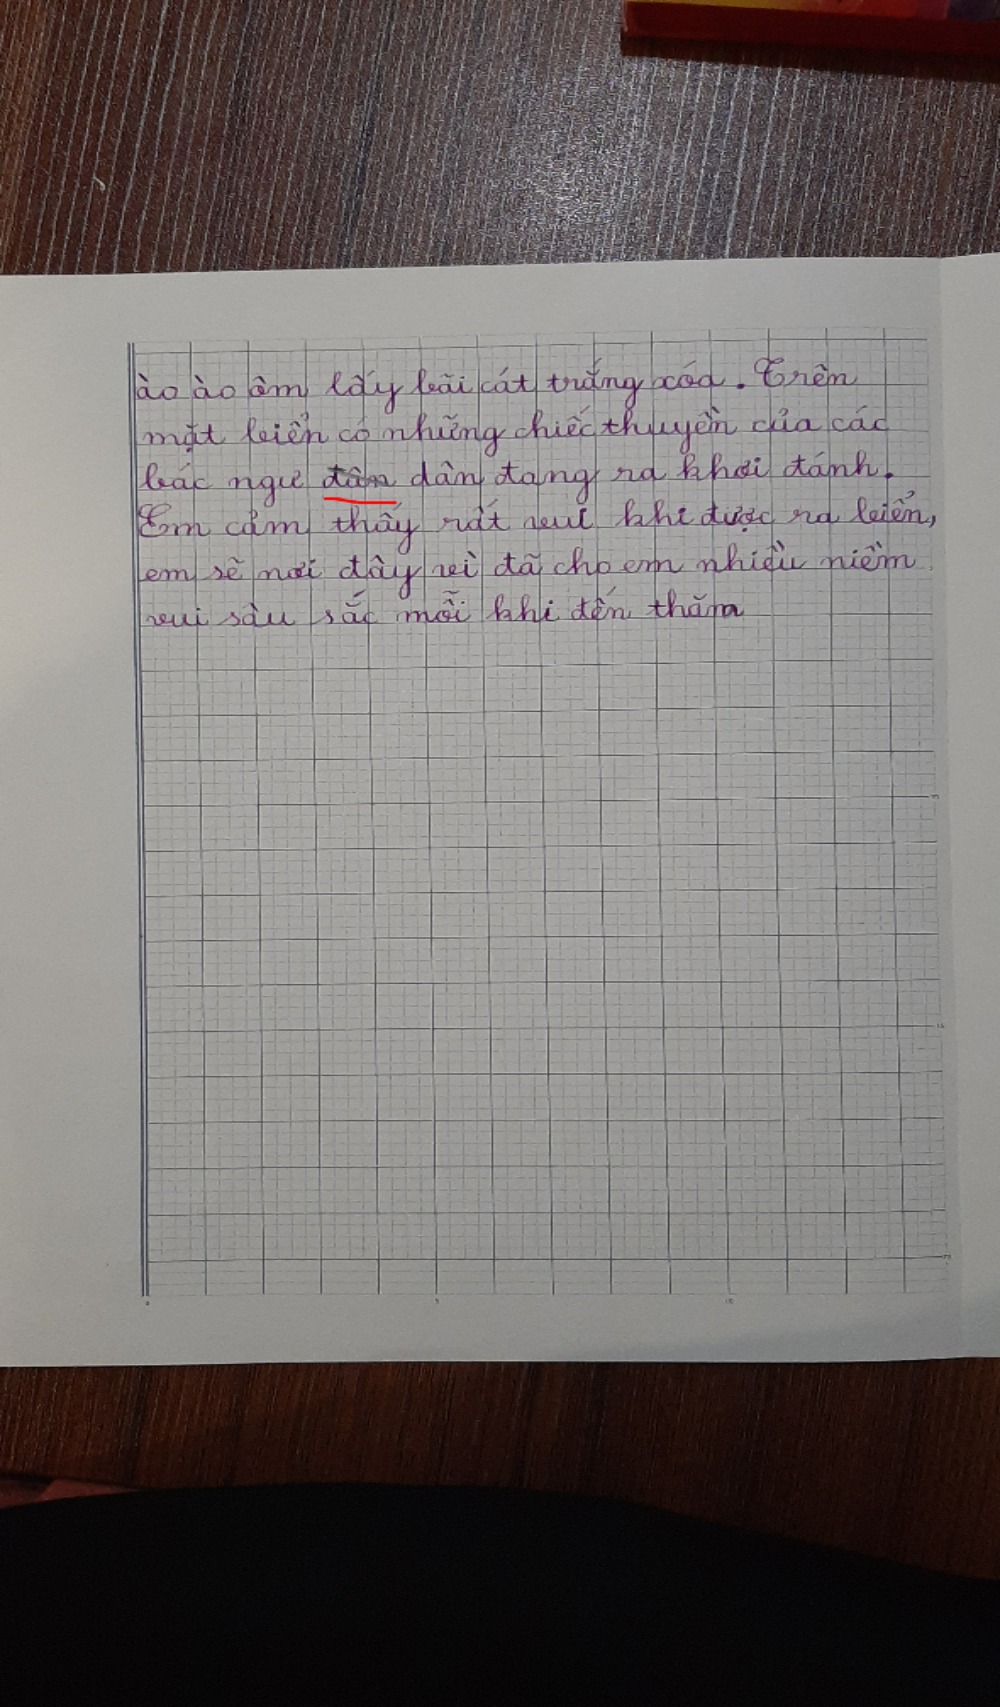 ào ào ôm lấy bãi cát trắng xóa. Trên
mặt biển có những chiếc thuyền của các
bác ngư dân đang ra khơi đánh.
Em cảm thấy rất vui khi được ra biển,
em sẽ nơi đây vì đã cho em nhiều niềm
vui sâu sắc mỗi khi đến thăm